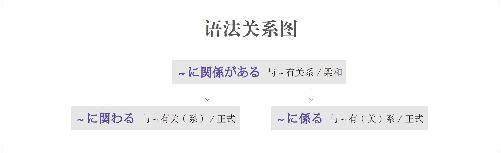 语法关系图
~に関係がある 与~有关系/柔和
~に関わる 与~有关(系)/正式
~に係る 与~有(关)系/正式